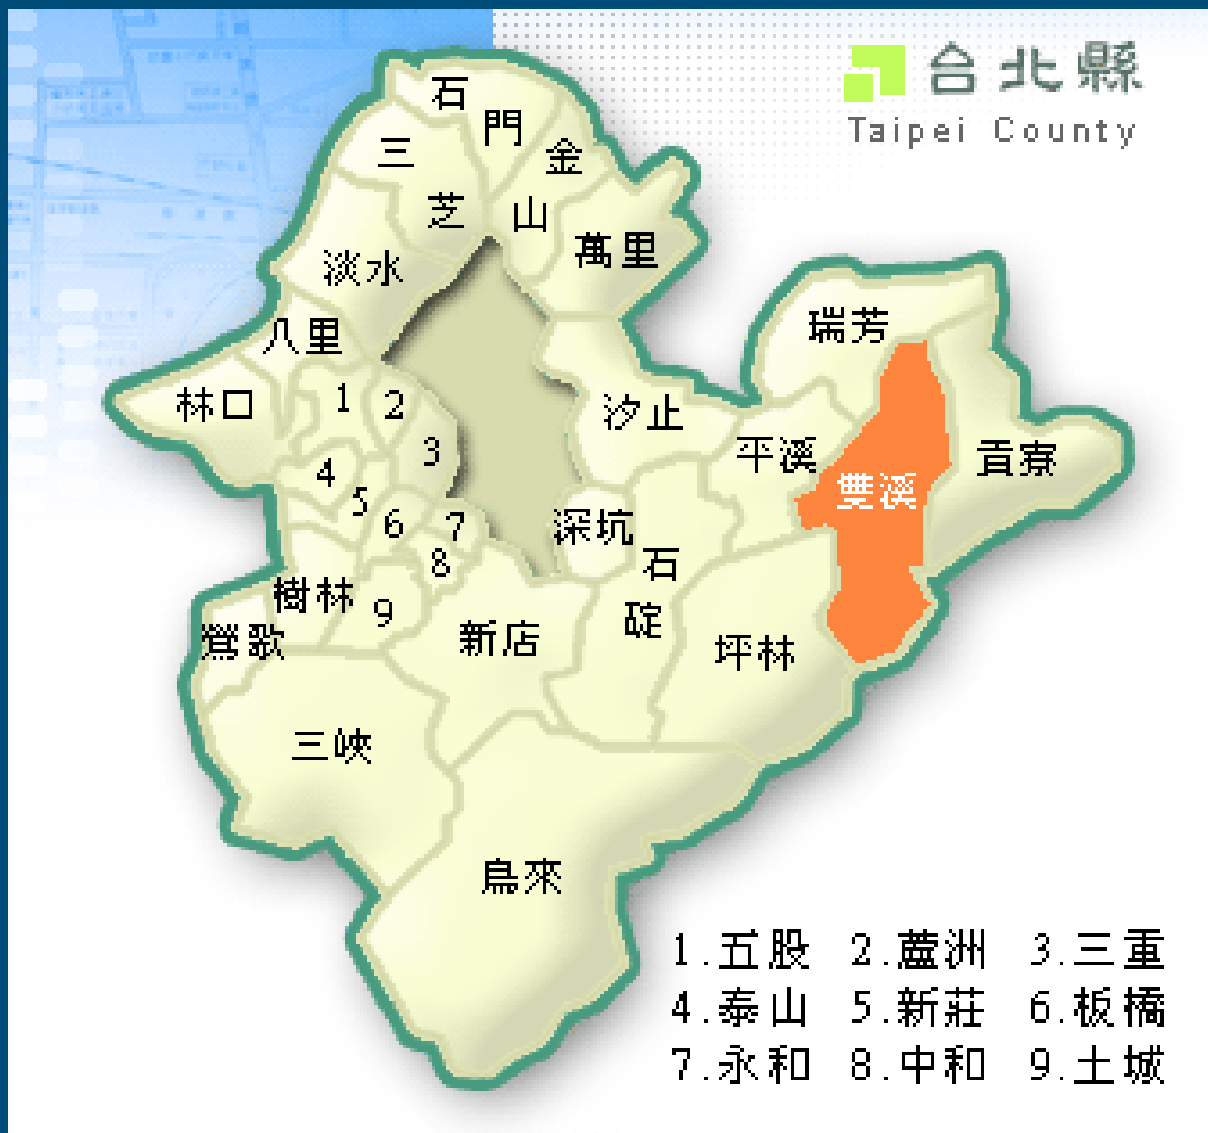 台北縣
Taipei County
石門
金山
三芝
萬里
淡水
瑞芳
八里
林口
1
2
汐止
3
平溪
貢寮
4
雙溪
5
6
7
深坑
8
石碇
樹林
9
鶯歌
新店
坪林
三峽
烏來
1.五股 2.蘆洲 3.三重
4.泰山 5.新莊 6.板橋
7.永和 8.中和 9.土城